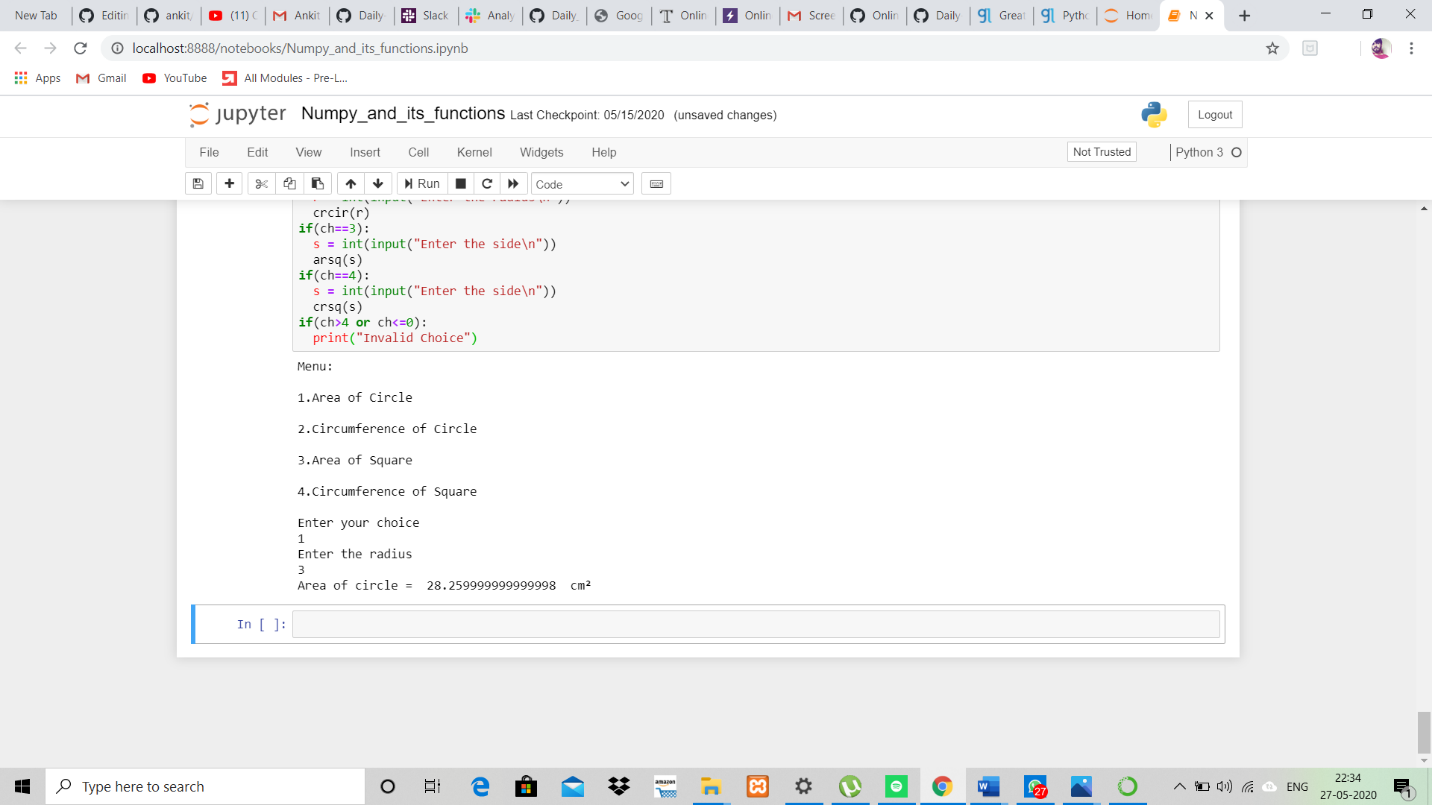 New Tab Editin ankit/ (11) C Ankit Daily- Slack Analy Daily_ Goog Onlin Onlin Scree Onlin Daily Great Pytho Hom N
localhost:8888/notebooks/Numpy_and_its_functions.ipynb
Apps Gmail YouTube All Modules - Pre-L...
jupyter Numpy_and_its_functions Last Checkpoint: 05/15/2020 (unsaved changes) Logout
File Edit View Insert Cell Kernel Widgets Help Not Trusted Python 3
Run Code
crcir(r)
if(ch==3):
s = int(input("Enter the side\n"))
arsq(s)
if(ch==4):
s = int(input("Enter the side\n"))
crsq(s)
if(ch>4 or ch<=0):
print("Invalid Choice")
Menu:
1.Area of Circle
2.Circumference of Circle
3.Area of Square
4.Circumference of Square
Enter your choice
1
Enter the radius
3
Area of circle = 28.259999999999998 cm²
In [ ]:
Type here to search
amazon
27
ENG
22:34
27-05-2020
1